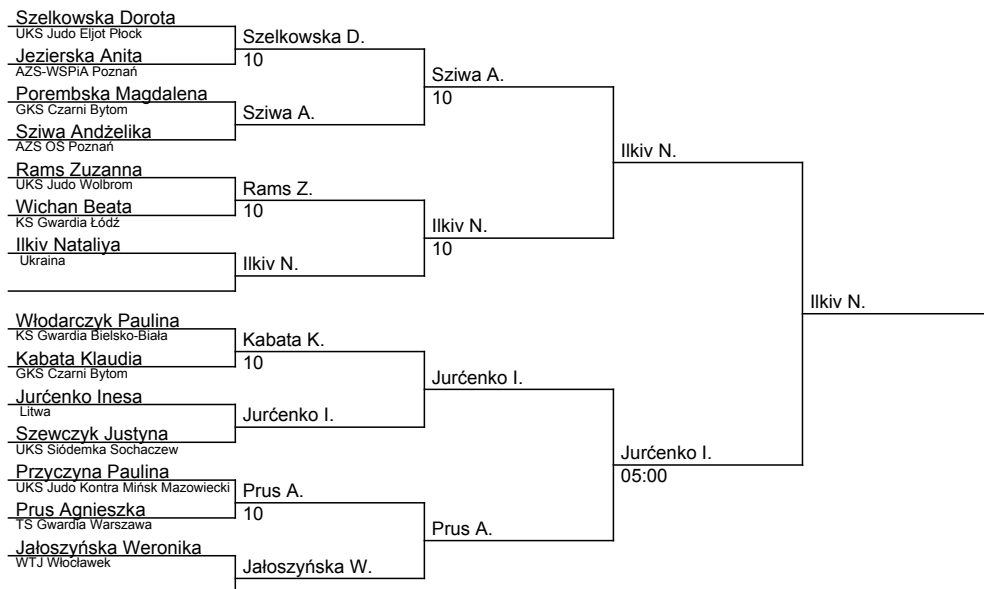 Szelkowska Dorota
UKS Judo Eljot Płock
Jezierska Anita
AZS-WSPiA Poznań
Porembska Magdalena
GKS Czarni Bytom
Sziwa Andżelika
AZS OŚ Poznań
Rams Zuzanna
UKS Judo Wolbrom
Wichan Beata
KS Gwardia Łódź
Ilkiv Nataliya
Ukraina
Włodarczyk Paulina
KS Gwardia Bielsko-Biała
Kabata Klaudia
GKS Czarni Bytom
Jurćenko Inesa
Litwa
Szewczyk Justyna
UKS Siódemka Sochaczew
Przyczyna Paulina
UKS Judo Kontra Mińsk Mazowiecki
Prus Agnieszka
TS Gwardia Warszawa
Jałoszyńska Weronika
WTJ Włocławek
Szelkowska D.
10
Sziwa A.
Rams Z.
10
Ilkiv N.
Kabata K.
10
Jurćenko I.
Prus A.
10
Jałoszyńska W.
Sziwa A.
10
Ilkiv N.
10
Jurćenko I.
Prus A.
Ilkiv N.
Jurćenko I.
05:00
Ilkiv N.